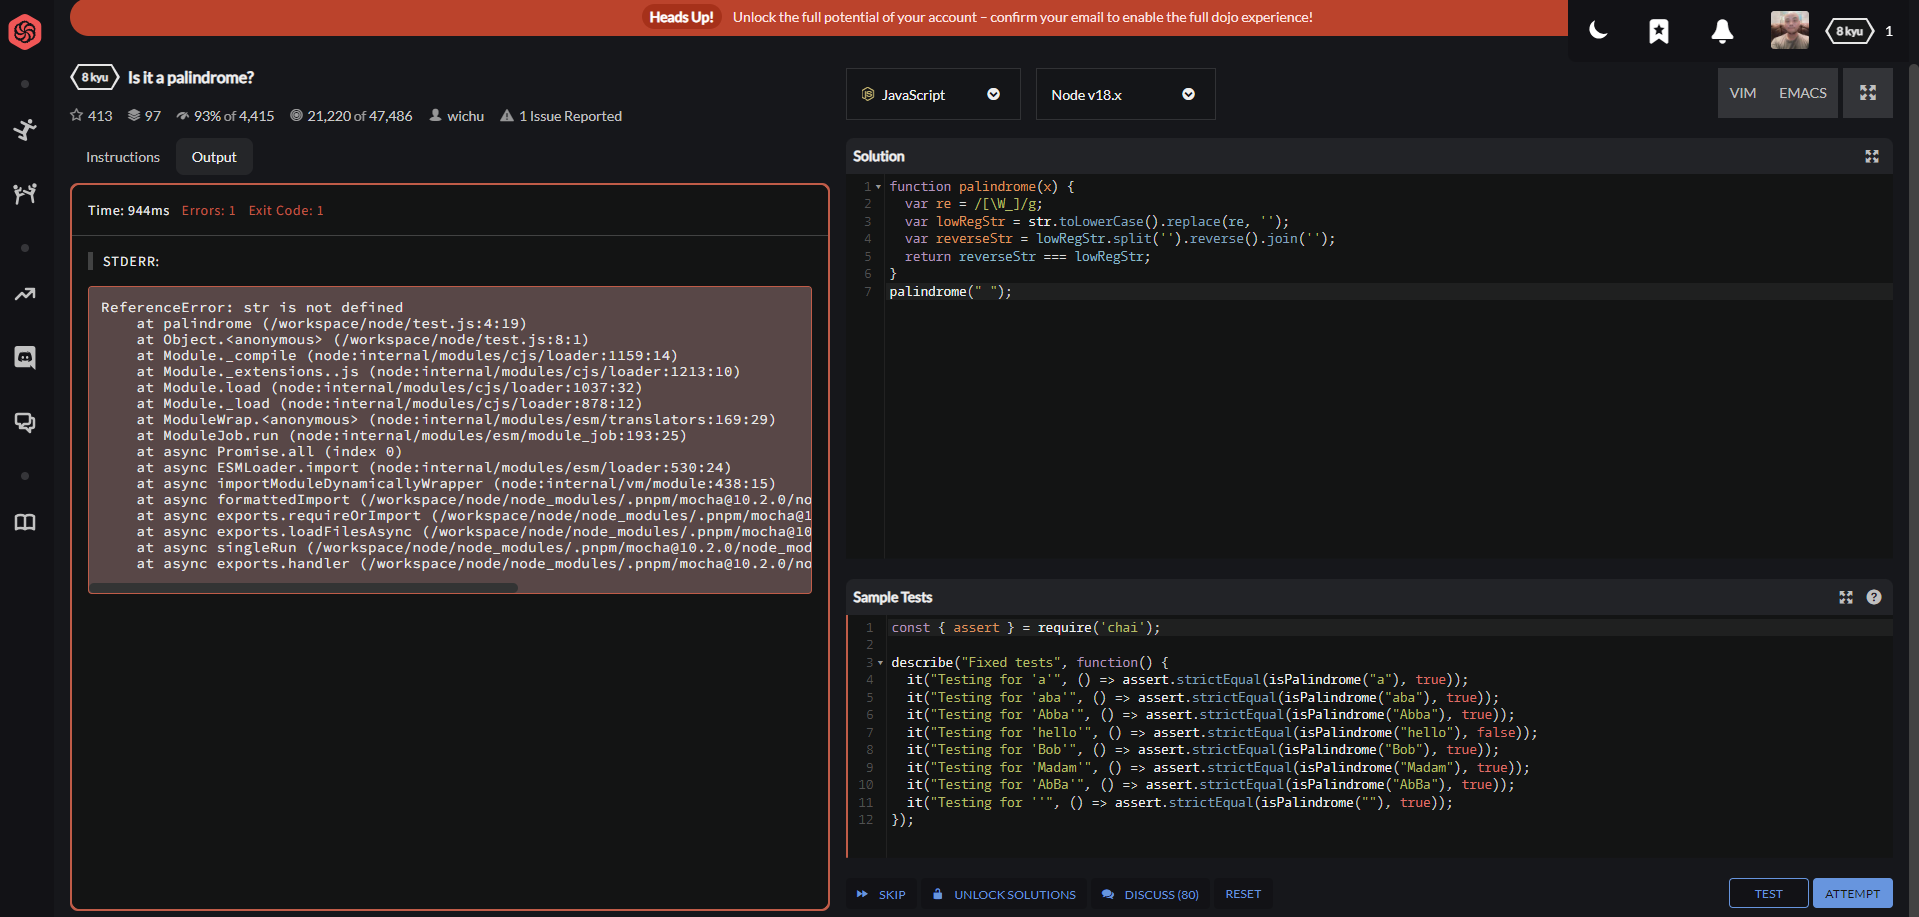 Heads Up! Unlock the full potential of your account – confirm your email to enable the full dojo experience!
8 kyu 1
8 kyu Is it a palindrome?
413 97 93% of 4,415 21,220 of 47,486 wichu 1 Issue Reported
Instructions Output
Time: 944ms Errors: 1 Exit Code: 1
STDERR:
ReferenceError: str is not defined
    at palindrome (/workspace/node/test.js:4:19)
    at Object.<anonymous> (/workspace/node/test.js:8:1)
    at Module._compile (node:internal/modules/cjs/loader:1159:14)
    at Module._extensions..js (node:internal/modules/cjs/loader:1213:10)
    at Module.load (node:internal/modules/cjs/loader:1037:32)
    at Module._load (node:internal/modules/cjs/loader:878:12)
    at ModuleWrap.<anonymous> (node:internal/modules/esm/translators:169:29)
    at ModuleJob.run (node:internal/modules/esm/module_job:193:25)
    at async Promise.all (index 0)
    at async ESMLoader.import (node:internal/modules/esm/loader:530:24)
    at async importModuleDynamicallyWrapper (node:internal/vm/module:438:15)
    at async formattedImport (/workspace/node/node_modules/.pnpm/mocha@10.2.0/no
    at async exports.requireOrImport (/workspace/node/node_modules/.pnpm/mocha@1
    at async exports.loadFilesAsync (/workspace/node/node_modules/.pnpm/mocha@10
    at async singleRun (/workspace/node/node_modules/.pnpm/mocha@10.2.0/node_mod
    at async exports.handler (/workspace/node/node_modules/.pnpm/mocha@10.2.0/no
JavaScript Node v18.x VIM EMACS
Solution
1 function palindrome(x) {
2   var re = /[\W_]/g;
3   var lowRegStr = str.toLowerCase().replace(re, '');
4   var reverseStr = lowRegStr.split('').reverse().join('');
5   return reverseStr === lowRegStr;
6 }
7 palindrome(" ");
Sample Tests
1 const { assert } = require('chai');
2
3 describe("Fixed tests", function() {
4   it("Testing for 'a'", () => assert.strictEqual(isPalindrome("a"), true));
5   it("Testing for 'aba'", () => assert.strictEqual(isPalindrome("aba"), true));
6   it("Testing for 'Abba'", () => assert.strictEqual(isPalindrome("Abba"), true));
7   it("Testing for 'hello'", () => assert.strictEqual(isPalindrome("hello"), false));
8   it("Testing for 'Bob'", () => assert.strictEqual(isPalindrome("Bob"), true));
9   it("Testing for 'Madam'", () => assert.strictEqual(isPalindrome("Madam"), true));
10   it("Testing for 'AbBa'", () => assert.strictEqual(isPalindrome("AbBa"), true));
11   it("Testing for ''", () => assert.strictEqual(isPalindrome(""), true));
12 });
SKIP UNLOCK SOLUTIONS DISCUSS (80) RESET TEST ATTEMPT